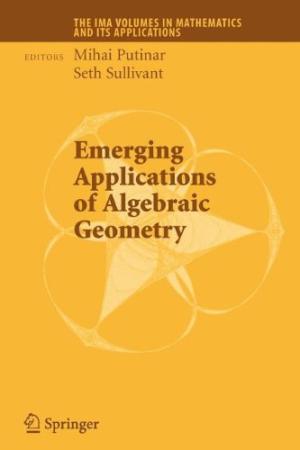 THE IMA VOLUMES IN MATHEMATICS
AND ITS APPLICATIONS
EDITORS Mihai Putinar
Seth Sullivant
Emerging
Applications
of Algebraic
Geometry
Springer